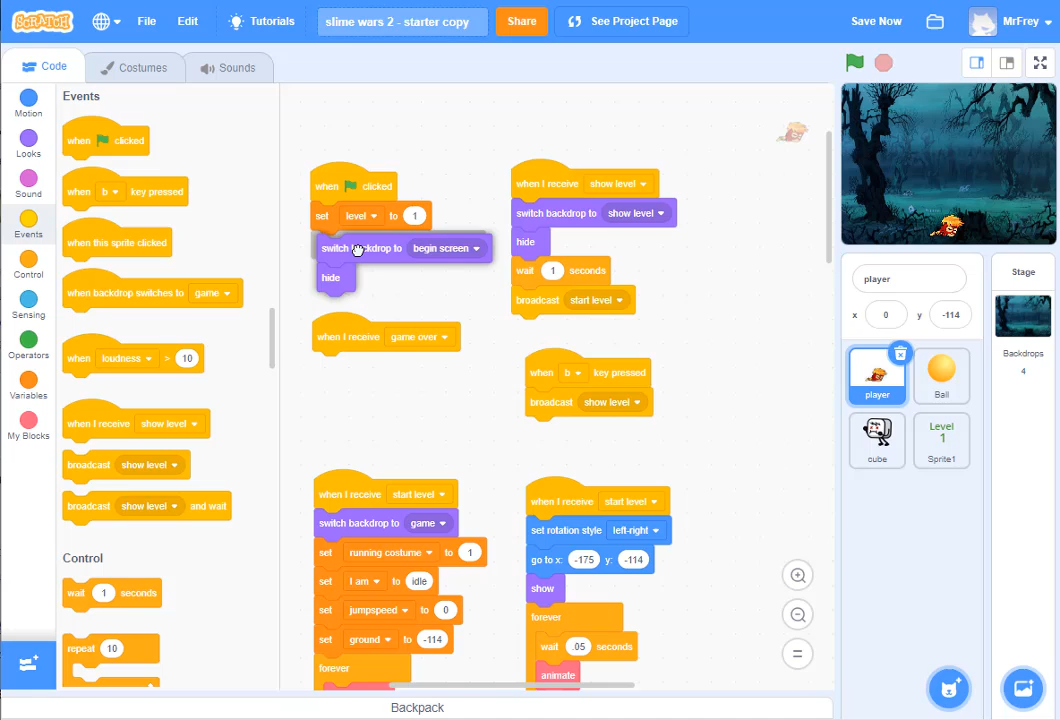 SCRATCH
File
Edit
Tutorials
slime wars 2 - starter copy
Share
See Project Page
Save Now
MrFrey
Code
Costumes
Sounds
Motion
Looks
Sound
Events
Control
Sensing
Operators
Variables
My Blocks
Events
when clicked
when b key pressed
when this sprite clicked
when backdrop switches to game
when loudness > 10
when I receive show level
broadcast show level
broadcast show level and wait
Control
wait 1 seconds
repeat 10
when clicked
set level to 1
switch backdrop to begin screen
hide
when I receive game over
when I receive show level
switch backdrop to show level
hide
wait 1 seconds
broadcast start level
when b key pressed
broadcast show level
when I receive start level
switch backdrop to game
set running costume to 1
set I am to idle
set jumpspeed to 0
set ground to -114
forever
when I receive start level
set rotation style left-right
go to x: -175 y: -114
show
forever
wait .05 seconds
animate
player
x 0 y -114
player
Ball
cube
Level
1
Sprite1
Stage
Backdrops
4
Backpack